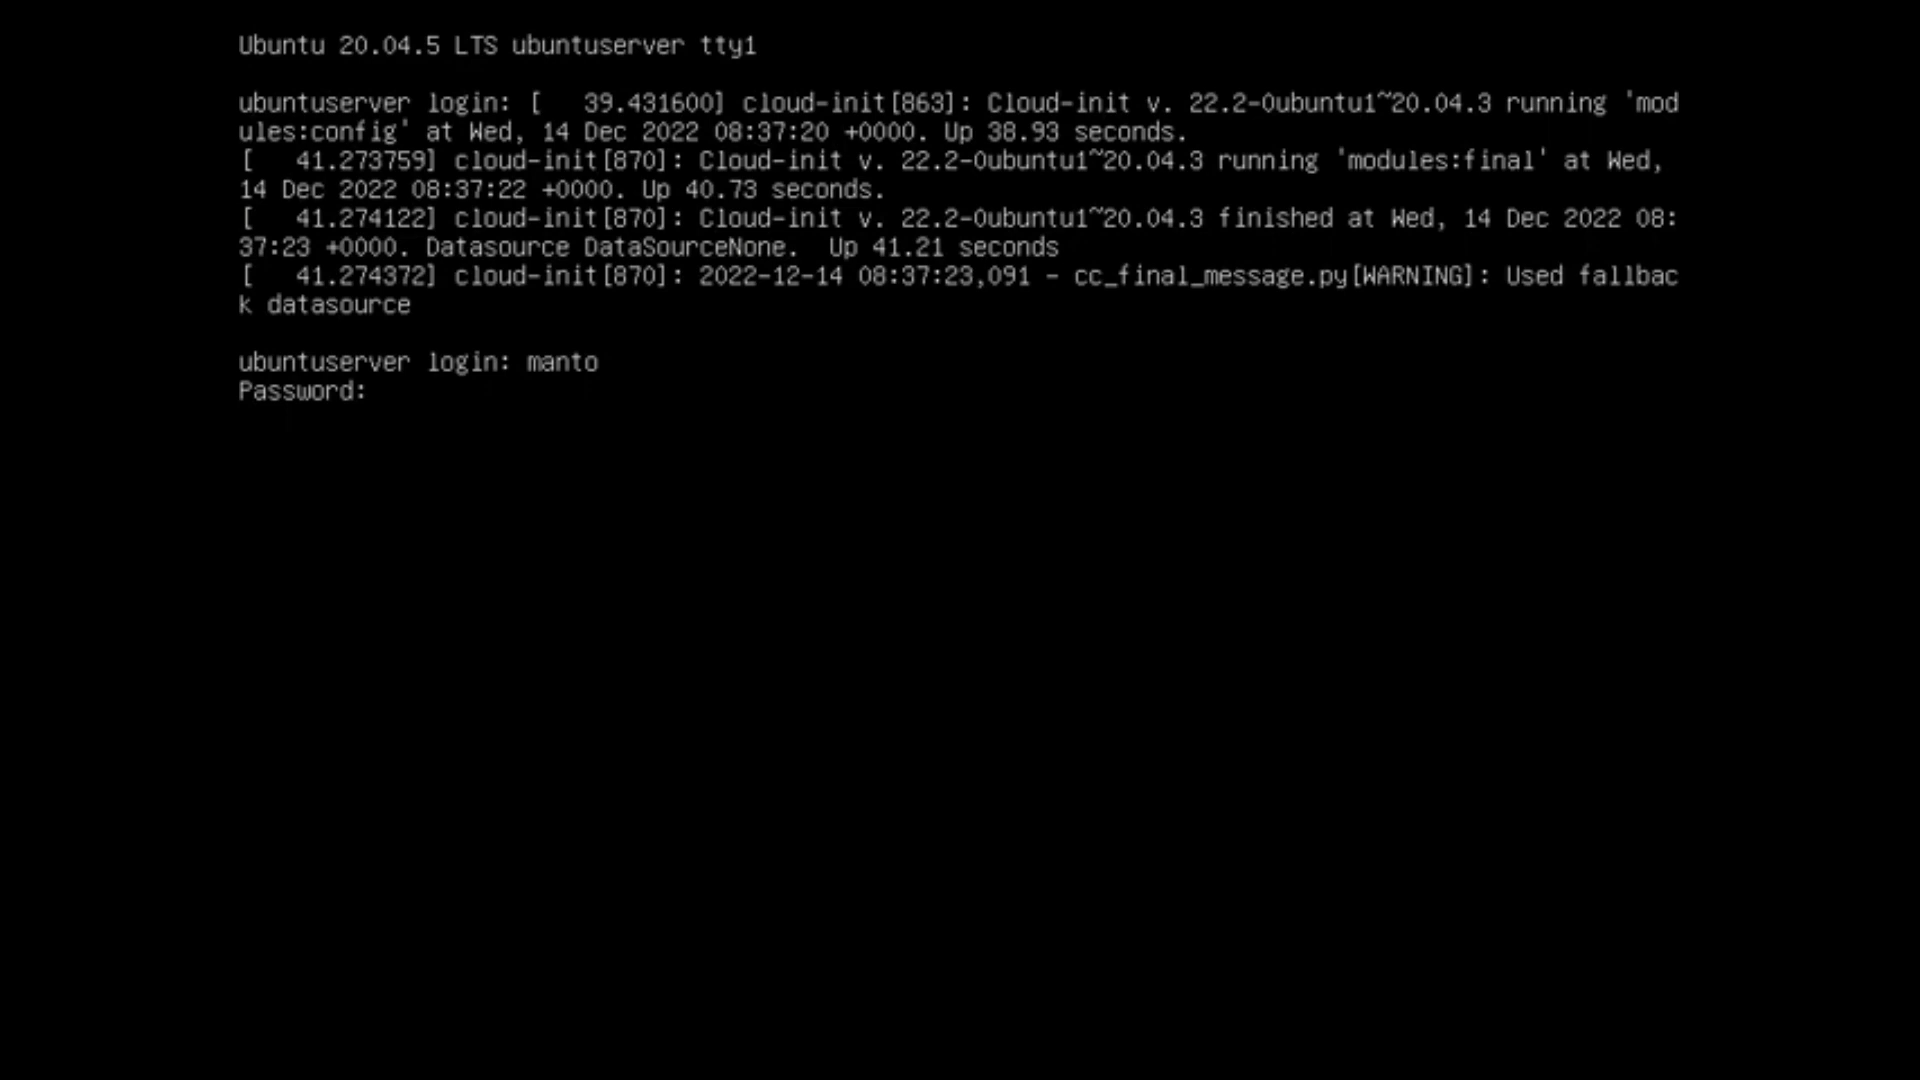 Ubuntu 20.04.5 LTS ubuntuserver tty1
ubuntuserver login: [   39.431600] cloud-init[863]: Cloud-init v. 22.2-0ubuntu1~20.04.3 running 'mod
ules:config' at Wed, 14 Dec 2022 08:37:20 +0000. Up 38.93 seconds.
[   41.273759] cloud-init[870]: Cloud-init v. 22.2-0ubuntu1~20.04.3 running 'modules:final' at Wed,
14 Dec 2022 08:37:22 +0000. Up 40.73 seconds.
[   41.274122] cloud-init[870]: Cloud-init v. 22.2-0ubuntu1~20.04.3 finished at Wed, 14 Dec 2022 08:
37:23 +0000. Datasource DataSourceNone.  Up 41.21 seconds
[   41.274372] cloud-init[870]: 2022-12-14 08:37:23,091 - cc_final_message.py[WARNING]: Used fallbac
k datasource
ubuntuserver login: manto
Password: